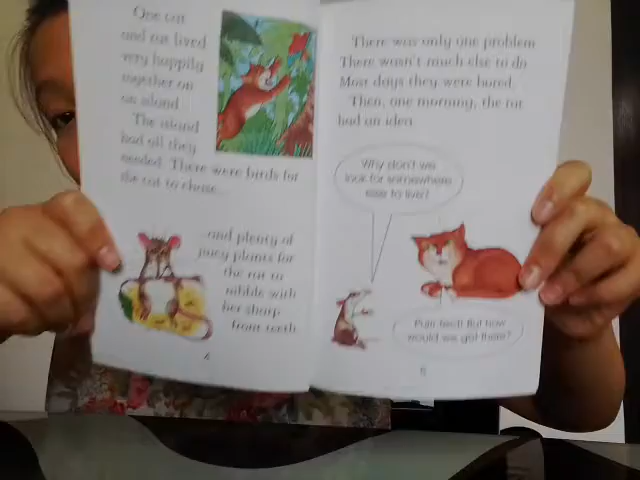 One cat
and rat lived
very happily
together on
an island.
The island
had all they
needed. There were birds for
the cat to chase...
...and plenty of
juicy plants for
the rat to
nibble with
her sharp
front teeth.
4
There was only one problem.
There wasn't much else to do.
Most days they were bored.
Then, one morning, the rat
had an idea.
Why don't we
look for somewhere
else to live?
But how
would we get there?
5